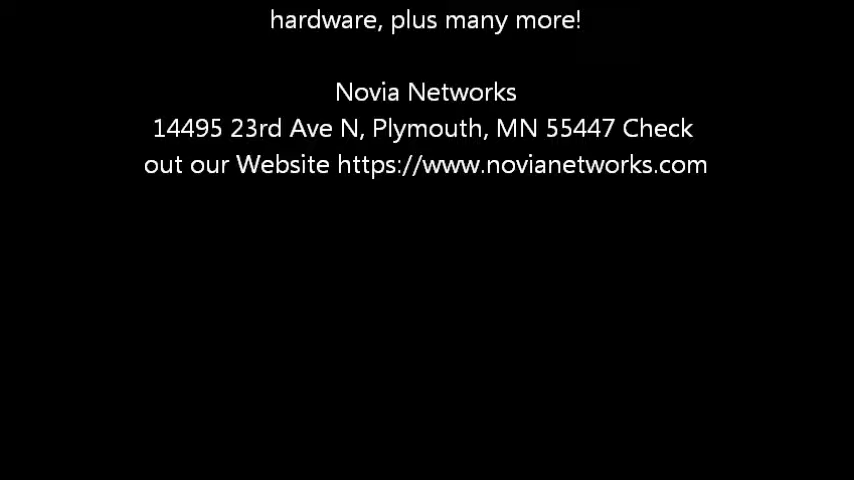 hardware, plus many more!
Novia Networks
14495 23rd Ave N, Plymouth, MN 55447 Check
out our Website https://www.novianetworks.com